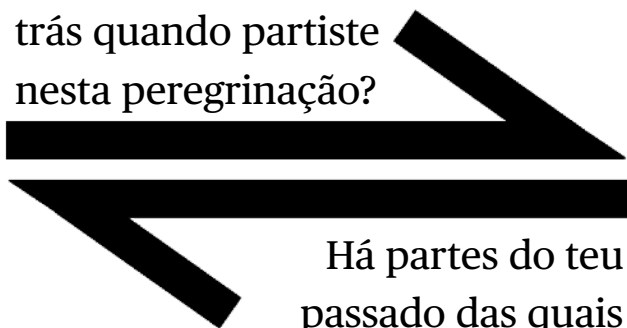 trás quando partiste
nesta peregrinação?
Há partes do teu
passado das quais